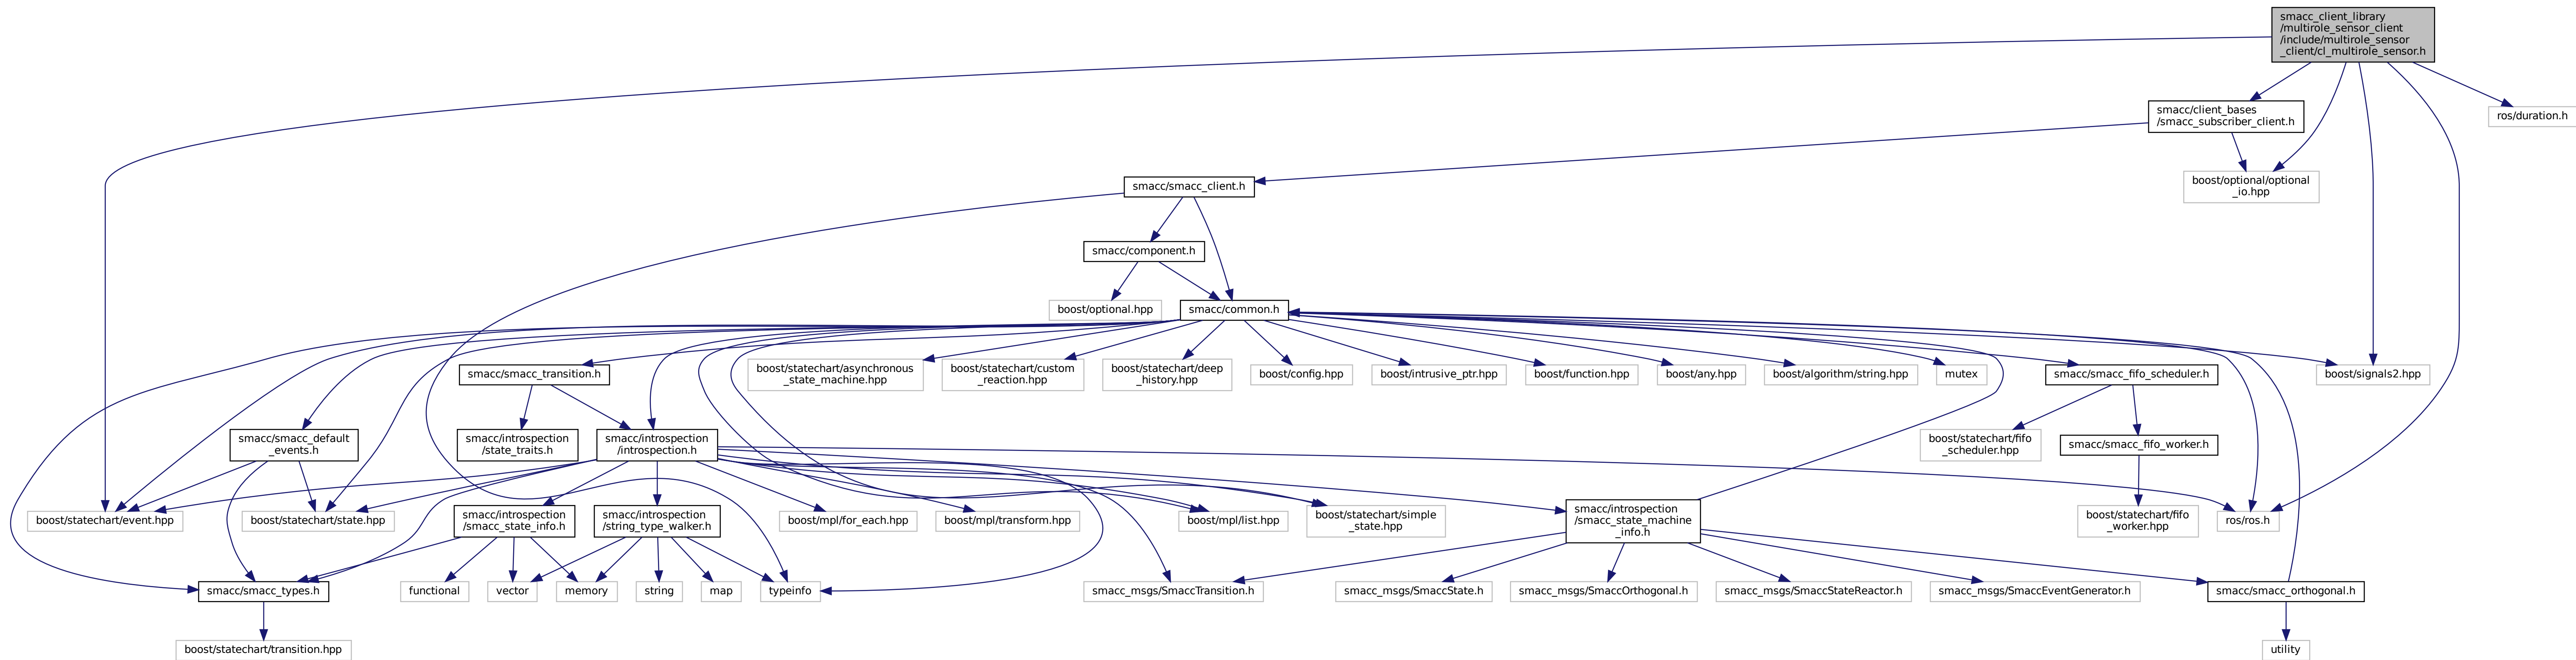 smacc_client_library
/multirole_sensor_client
/include/multirole_sensor
_client/cl_multirole_sensor.h
smacc/client_bases
/smacc_subscriber_client.h
ros/duration.h
smacc/smacc_client.h
boost/optional/optional
_io.hpp
smacc/component.h
boost/optional.hpp
smacc/common.h
smacc/smacc_transition.h
boost/statechart/asynchronous
_state_machine.hpp
boost/statechart/custom
_reaction.hpp
boost/statechart/deep
_history.hpp
boost/config.hpp
boost/intrusive_ptr.hpp
boost/function.hpp
boost/any.hpp
boost/algorithm/string.hpp
mutex
smacc/smacc_fifo_scheduler.h
boost/signals2.hpp
smacc/smacc_default
_events.h
smacc/introspection
/state_traits.h
smacc/introspection
/introspection.h
boost/statechart/fifo
_scheduler.hpp
smacc/smacc_fifo_worker.h
boost/statechart/event.hpp
boost/statechart/state.hpp
smacc/introspection
/smacc_state_info.h
smacc/introspection
/string_type_walker.h
boost/mpl/for_each.hpp
boost/mpl/transform.hpp
boost/mpl/list.hpp
boost/statechart/simple
_state.hpp
smacc/introspection
/smacc_state_machine
_info.h
boost/statechart/fifo
_worker.hpp
ros/ros.h
smacc/smacc_types.h
functional
vector
memory
string
map
typeinfo
smacc_msgs/SmaccTransition.h
smacc_msgs/SmaccState.h
smacc_msgs/SmaccOrthogonal.h
smacc_msgs/SmaccStateReactor.h
smacc_msgs/SmaccEventGenerator.h
smacc/smacc_orthogonal.h
boost/statechart/transition.hpp
utility